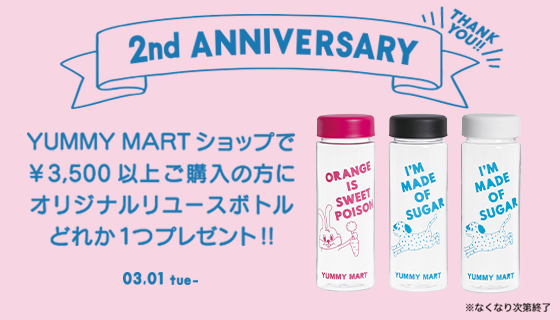 2nd ANNIVERSARY
THANK
YOU!!
YUMMY MARTショップで
￥3,500以上ご購入の方に
オリジナルリユースボトル
どれか1つプレゼント!!
03.01 tue-
ORANGE
IS
SWEET
POISON
YUMMY MART
I'M
MADE
OF
SUGAR
YUMMY MART
I'M
MADE
OF
SUGAR
YUMMY MART
※なくなり次第終了